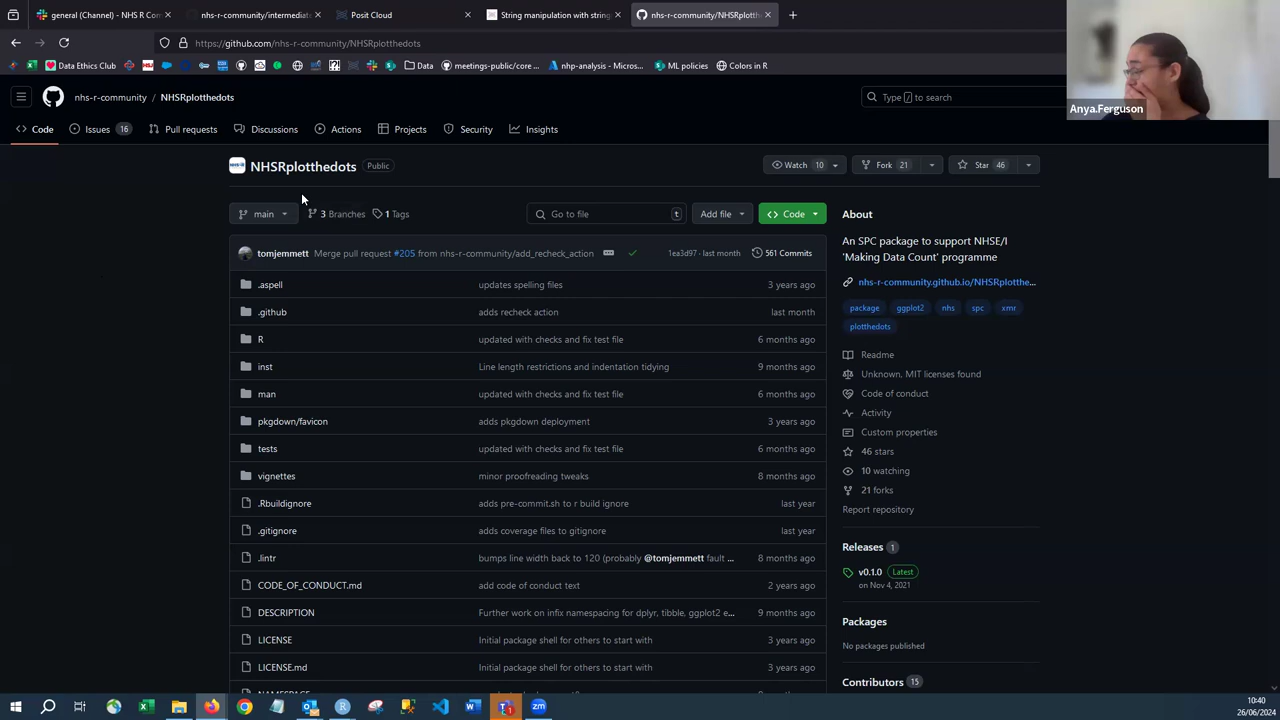 general (Channel) - NHS R Com
nhs-r-community/intermediat
Posit Cloud
String manipulation with string
nhs-r-community/NHSRplotthedo
https://github.com/nhs-r-community/NHSRplotthedots
Data Ethics Club
Data
meetings-public/core ...
nhp-analysis - Micros...
ML policies
Colors in R
Anya.Ferguson
nhs-r-community / NHSRplotthedots
Type / to search
Code
Issues 16
Pull requests
Discussions
Actions
Projects
Security
Insights
NHSRplotthedots Public
Watch 10
Fork 21
Star 46
main
3 Branches
1 Tags
Go to file t
Add file
Code
tomjemmett Merge pull request #205 from nhs-r-community/add_recheck_action 1ea3d97 · last month 561 Commits
.aspell updates spelling files 3 years ago
.github adds recheck action last month
R updated with checks and fix test file 6 months ago
inst Line length restrictions and indentation tidying 9 months ago
man updated with checks and fix test file 6 months ago
pkgdown/favicon adds pkgdown deployment 3 years ago
tests updated with checks and fix test file 6 months ago
vignettes minor proofreading tweaks 8 months ago
.Rbuildignore adds pre-commit.sh to r build ignore last year
.gitignore adds coverage files to gitignore last year
.lintr bumps line width back to 120 (probably @tomjemmett fault ... 8 months ago
CODE_OF_CONDUCT.md add code of conduct text 2 years ago
DESCRIPTION Further work on infix namespacing for dplyr, tibble, ggplot2 e... 9 months ago
LICENSE Initial package shell for others to start with 3 years ago
LICENSE.md Initial package shell for others to start with 3 years ago
About
An SPC package to support NHSE/I
'Making Data Count' programme
nhs-r-community.github.io/NHSRplotthe...
package ggplot2 nhs spc xmr
plotthedots
Readme
Unknown, MIT licenses found
Code of conduct
Activity
Custom properties
46 stars
10 watching
21 forks
Report repository
Releases 1
v0.1.0 Latest
on Nov 4, 2021
Packages
No packages published
Contributors 15
10:40
26/06/2024